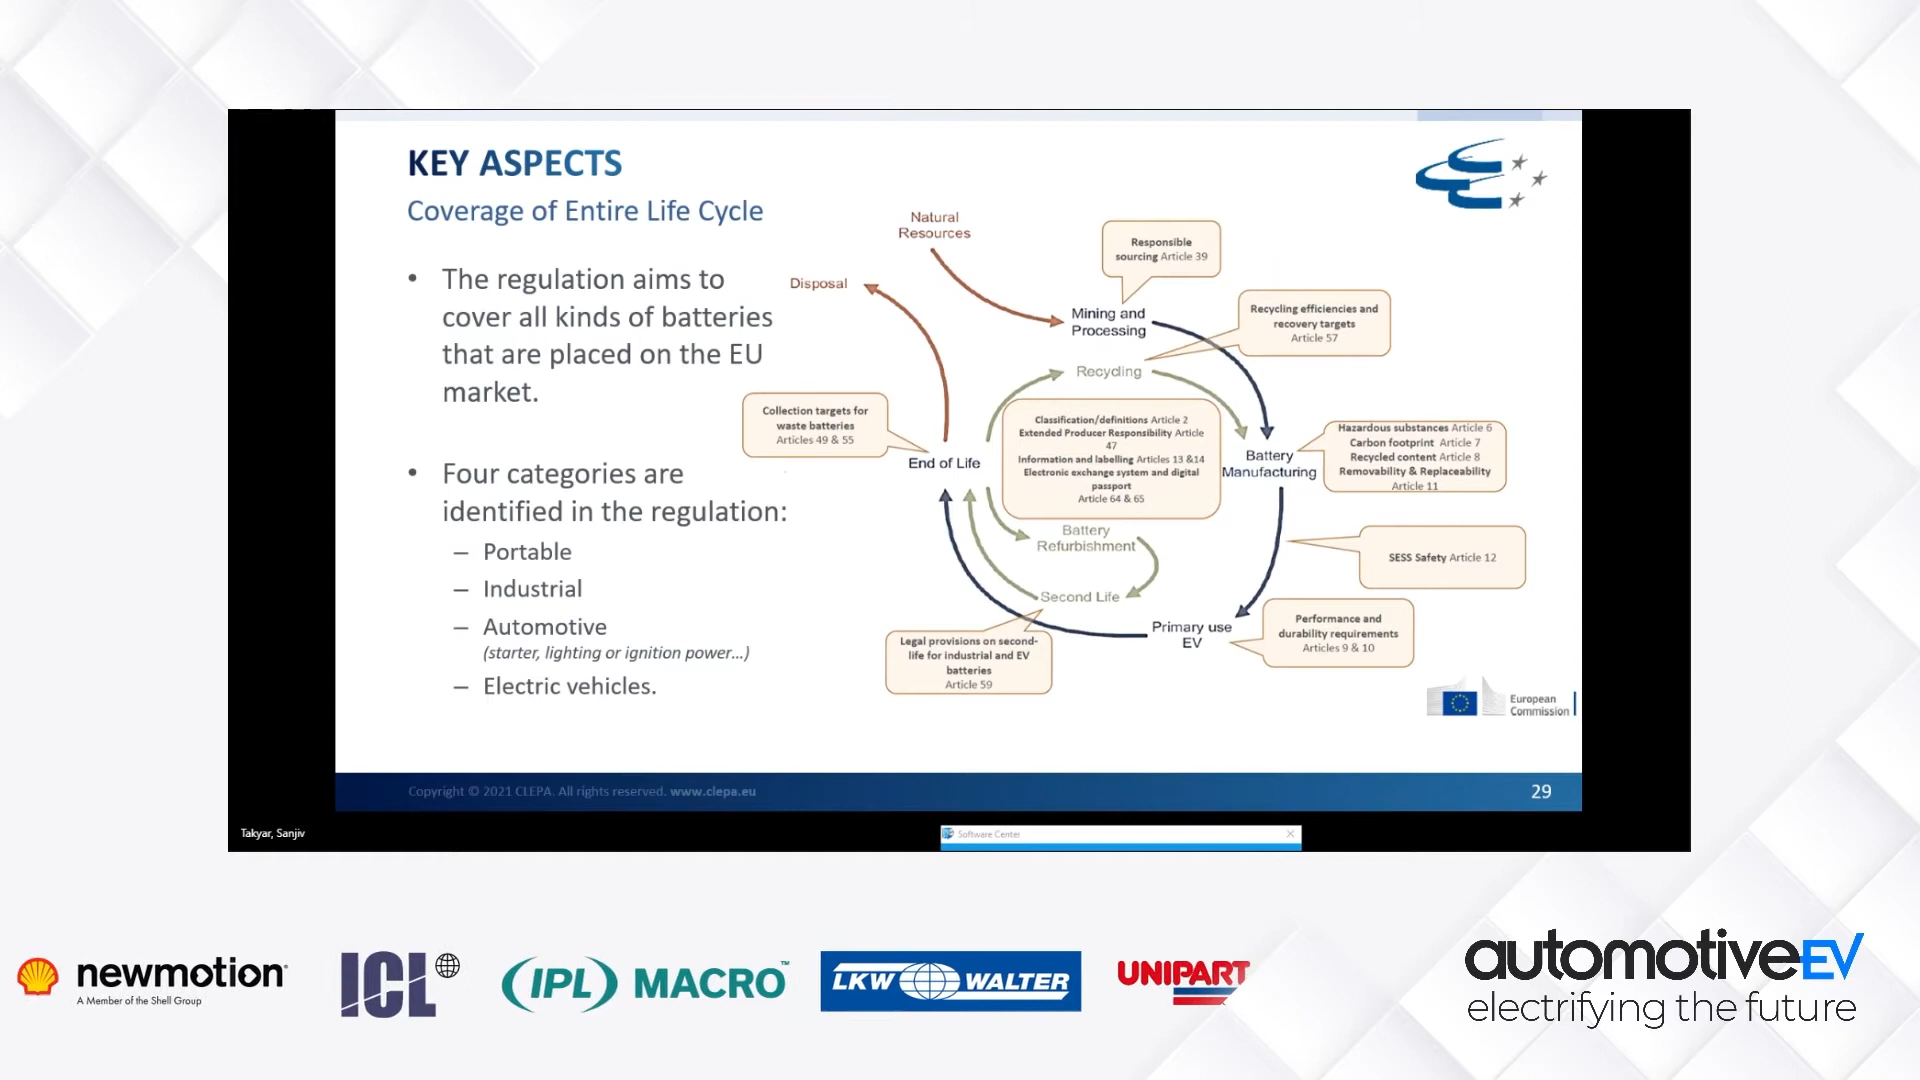 KEY ASPECTS
Coverage of Entire Life Cycle
• The regulation aims to
cover all kinds of batteries
that are placed on the EU
market.
• Four categories are
identified in the regulation:
– Portable
– Industrial
– Automotive
(starter, lighting or ignition power...)
– Electric vehicles.
Natural
Resources
Disposal
Responsible
sourcing Article 39
Mining and
Processing
Recycling efficiencies and
recovery targets
Article 57
Recycling
Collection targets for
waste batteries
Articles 49 & 55
Classification/definitions Article 2
Extended Producer Responsibility Article
47
Information and labelling Articles 13 &14
Electronic exchange system and digital
passport
Article 64 & 65
End of Life
Battery
Manufacturing
Hazardous substances Article 6
Carbon footprint Article 7
Recycled content Article 8
Removability & Replaceability
Article 11
Battery
Refurbishment
SESS Safety Article 12
Second Life
Primary use
EV
Performance and
durability requirements
Articles 9 & 10
Legal provisions on second-
life for industrial and EV
batteries
Article 59
European
Commission
Copyright © 2021 CLEPA. All rights reserved. www.clepa.eu
29
Takyar, Sanjiv
Software Center
newmotion
A Member of the Shell Group
ICL
(IPL) MACRO™
LKW WALTER
UNIPART
automotiveEV
electrifying the future